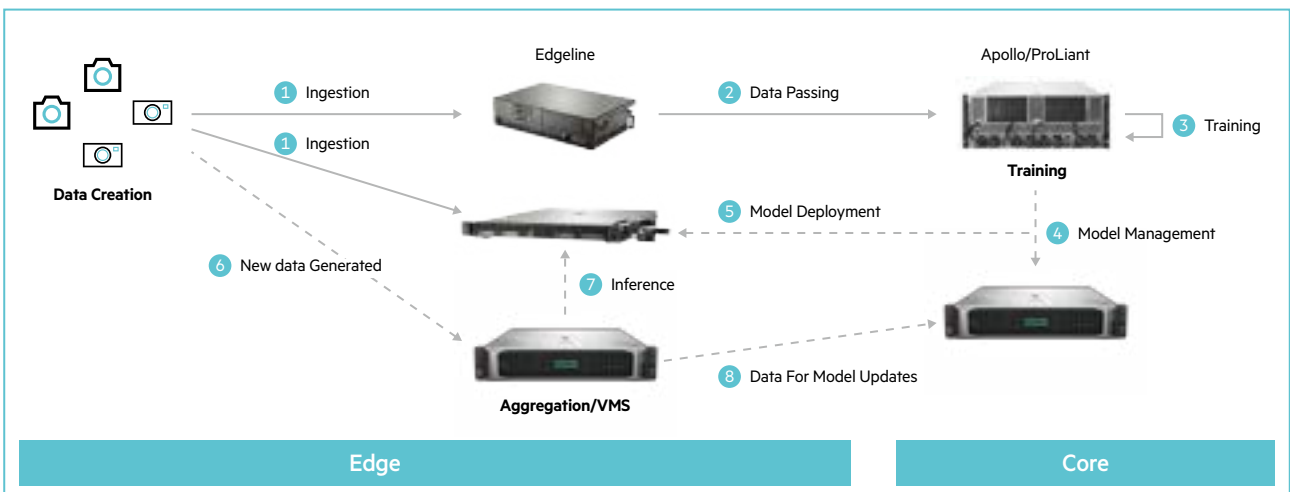 Edgeline
Apollo/ProLiant
1 Ingestion
2 Data Passing
3 Training
1 Ingestion
Training
Data Creation
5 Model Deployment
4 Model Management
6 New data Generated
7 Inference
8 Data For Model Updates
Aggregation/VMS
Edge
Core